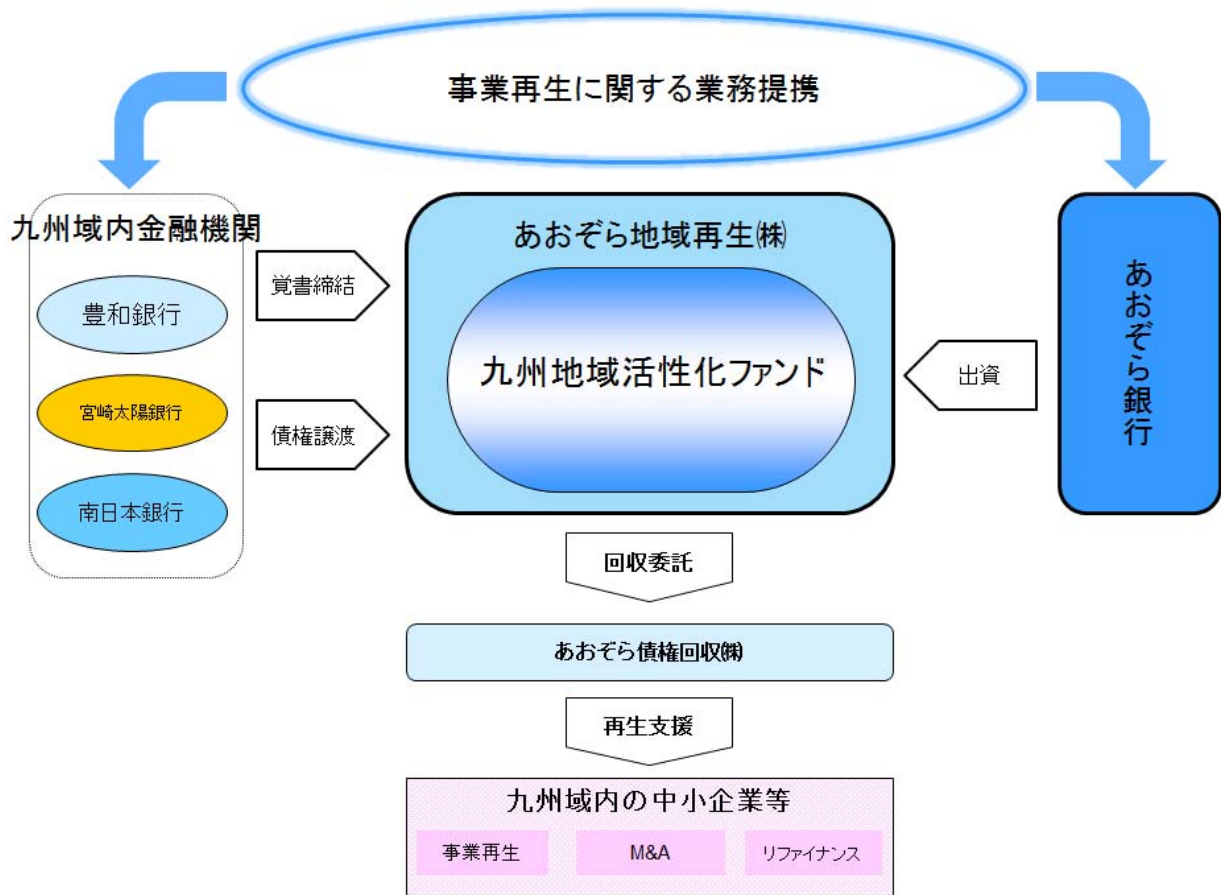 事業再生に関する業務提携
九州域内金融機関
豊和銀行
宮崎太陽銀行
南日本銀行
覚書締結
債権譲渡
あおぞら地域再生㈱
九州地域活性化ファンド
出資
あおぞら銀行
回収委託
あおぞら債権回収㈱
再生支援
九州域内の中小企業等
事業再生
M&A
リファイナンス